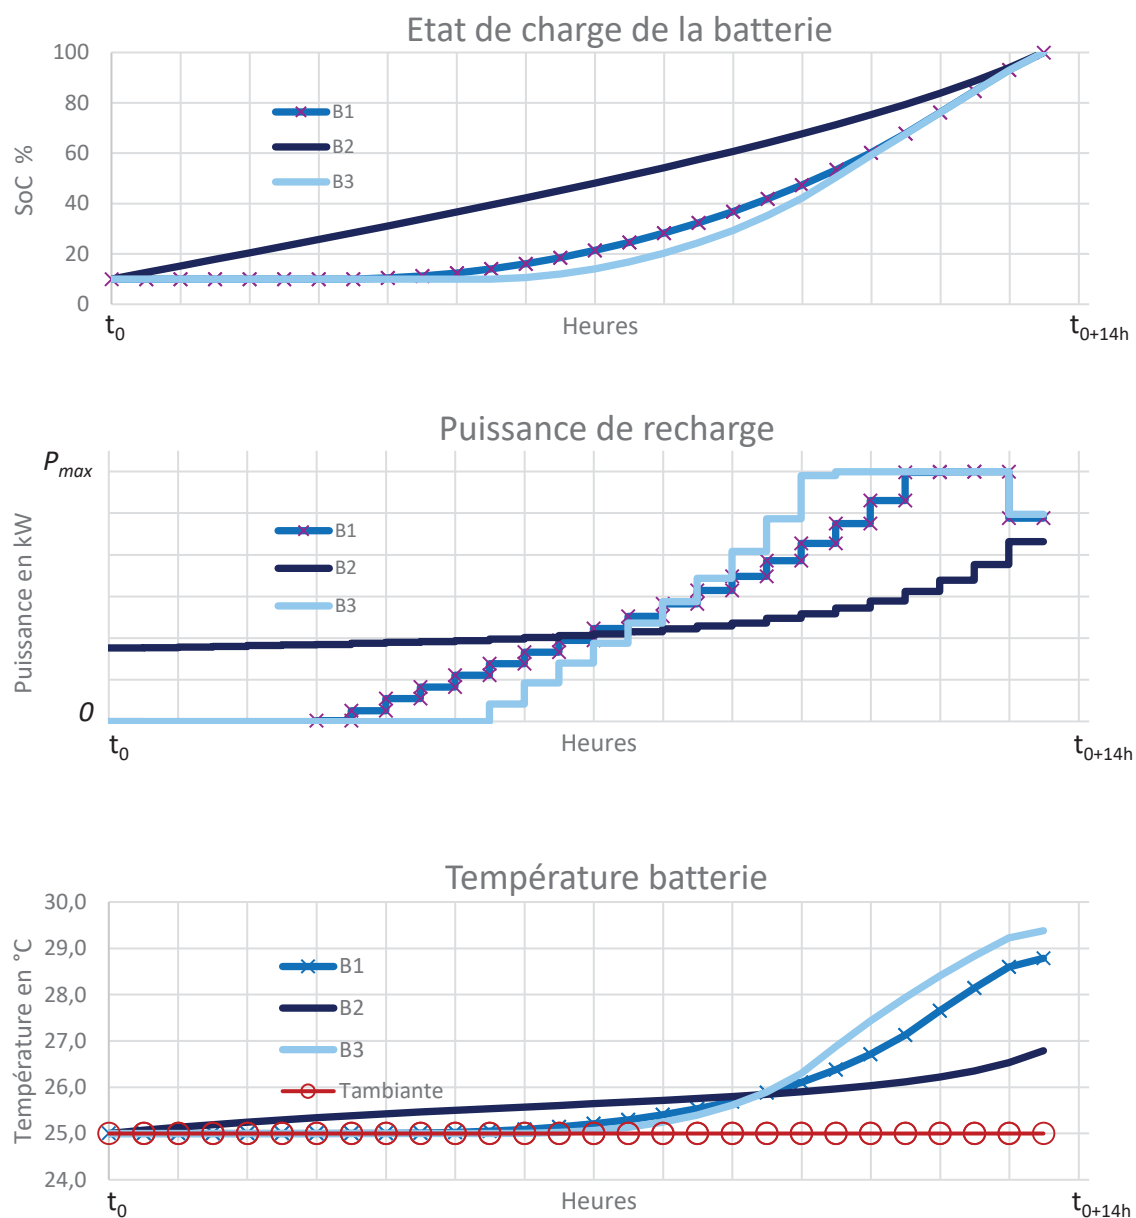 Etat de charge de la batterie
100
80
60
40
20
0
SoC %
B1
B2
B3
t0
Heures
t0+14h
Puissance de recharge
Pmax
0
Puissance en kW
B1
B2
B3
t0
Heures
t0+14h
Température batterie
30,0
29,0
28,0
27,0
26,0
25,0
24,0
Température en °C
B1
B2
B3
Tambiante
t0
Heures
t0+14h